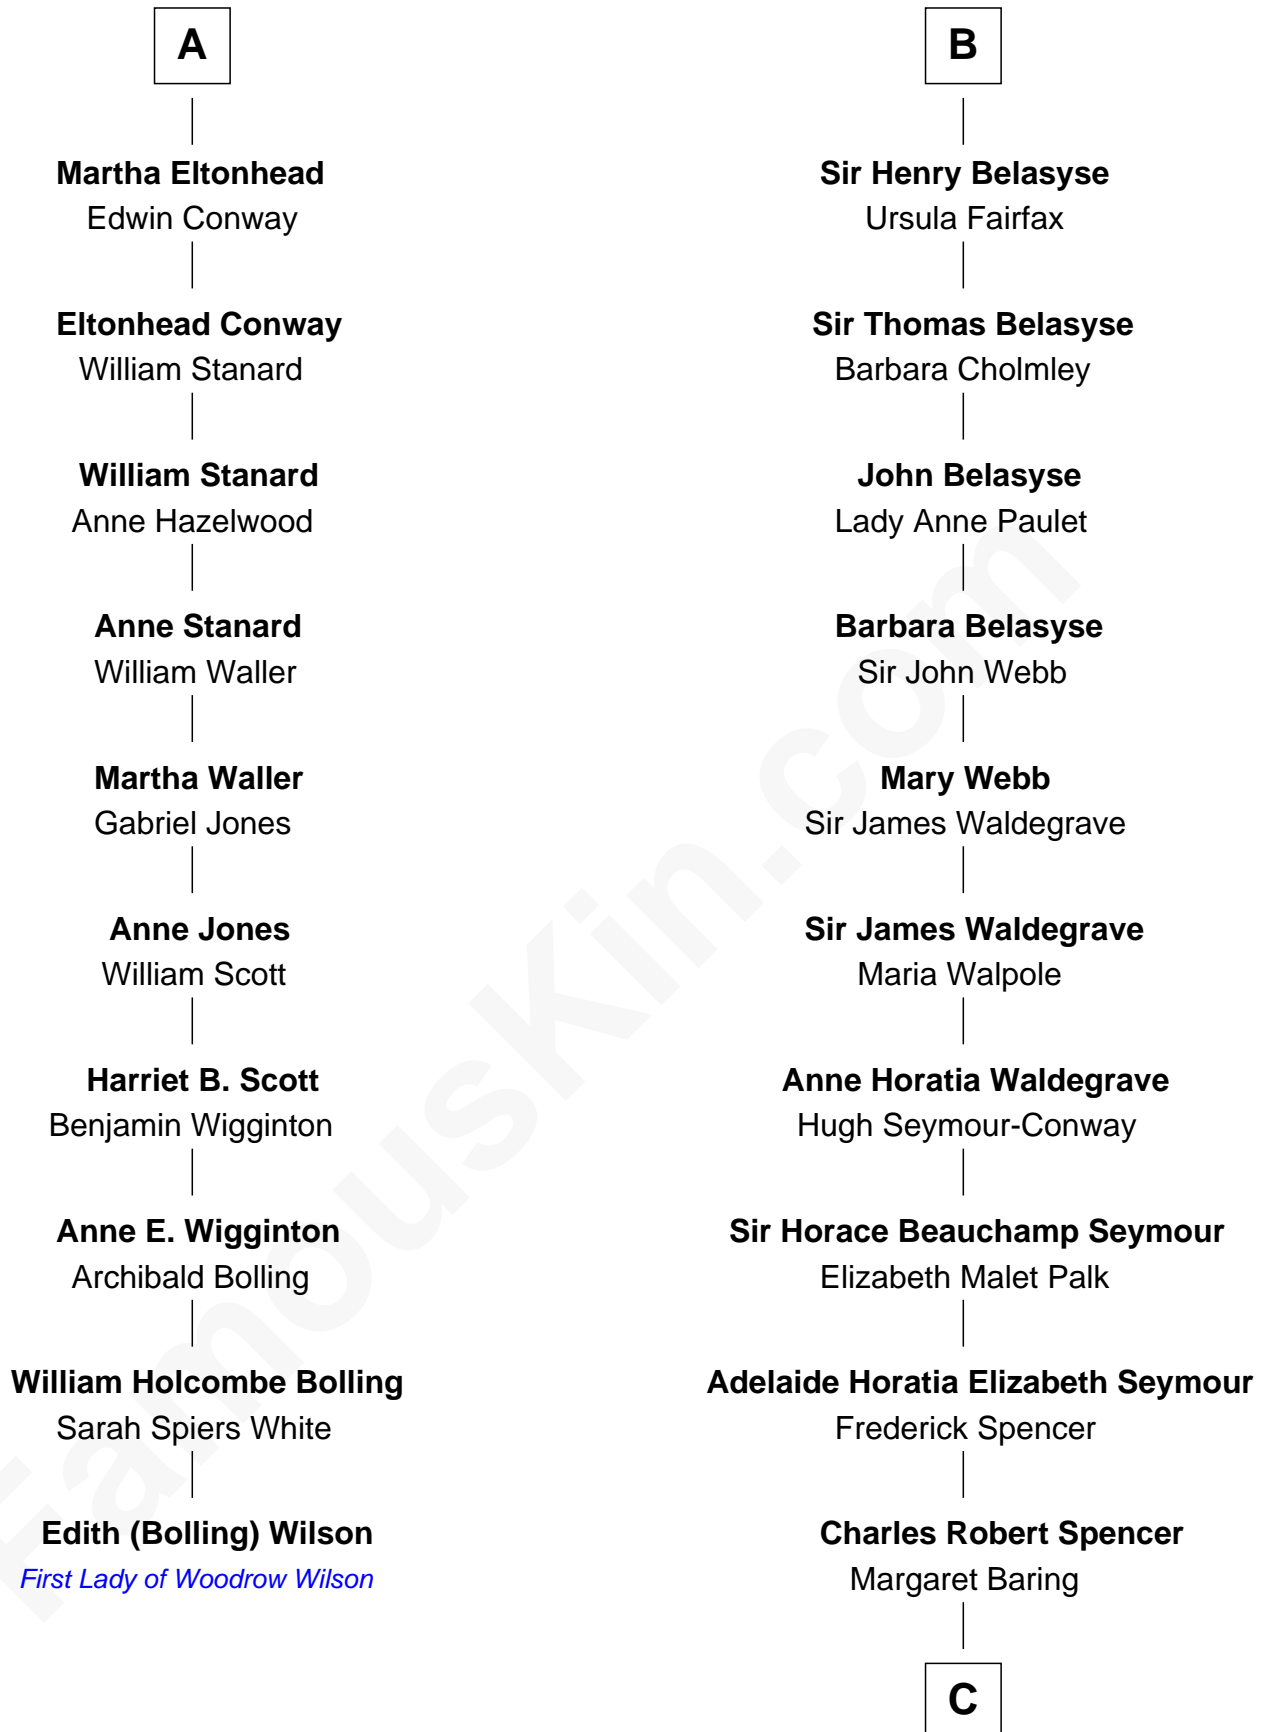 A
Martha Eltonhead
Edwin Conway
Eltonhead Conway
William Stanard
William Stanard
Anne Hazelwood
Anne Stanard
William Waller
Martha Waller
Gabriel Jones
Anne Jones
William Scott
Harriet B. Scott
Benjamin Wigginton
Anne E. Wigginton
Archibald Bolling
William Holcombe Bolling
Sarah Spiers White
Edith (Bolling) Wilson
First Lady of Woodrow Wilson
B
Sir Henry Belasyse
Ursula Fairfax
Sir Thomas Belasyse
Barbara Cholmley
John Belasyse
Lady Anne Paulet
Barbara Belasyse
Sir John Webb
Mary Webb
Sir James Waldegrave
Sir James Waldegrave
Maria Walpole
Anne Horatia Waldegrave
Hugh Seymour-Conway
Sir Horace Beauchamp Seymour
Elizabeth Malet Palk
Adelaide Horatia Elizabeth Seymour
Frederick Spencer
Charles Robert Spencer
Margaret Baring
C
FamousKin.com